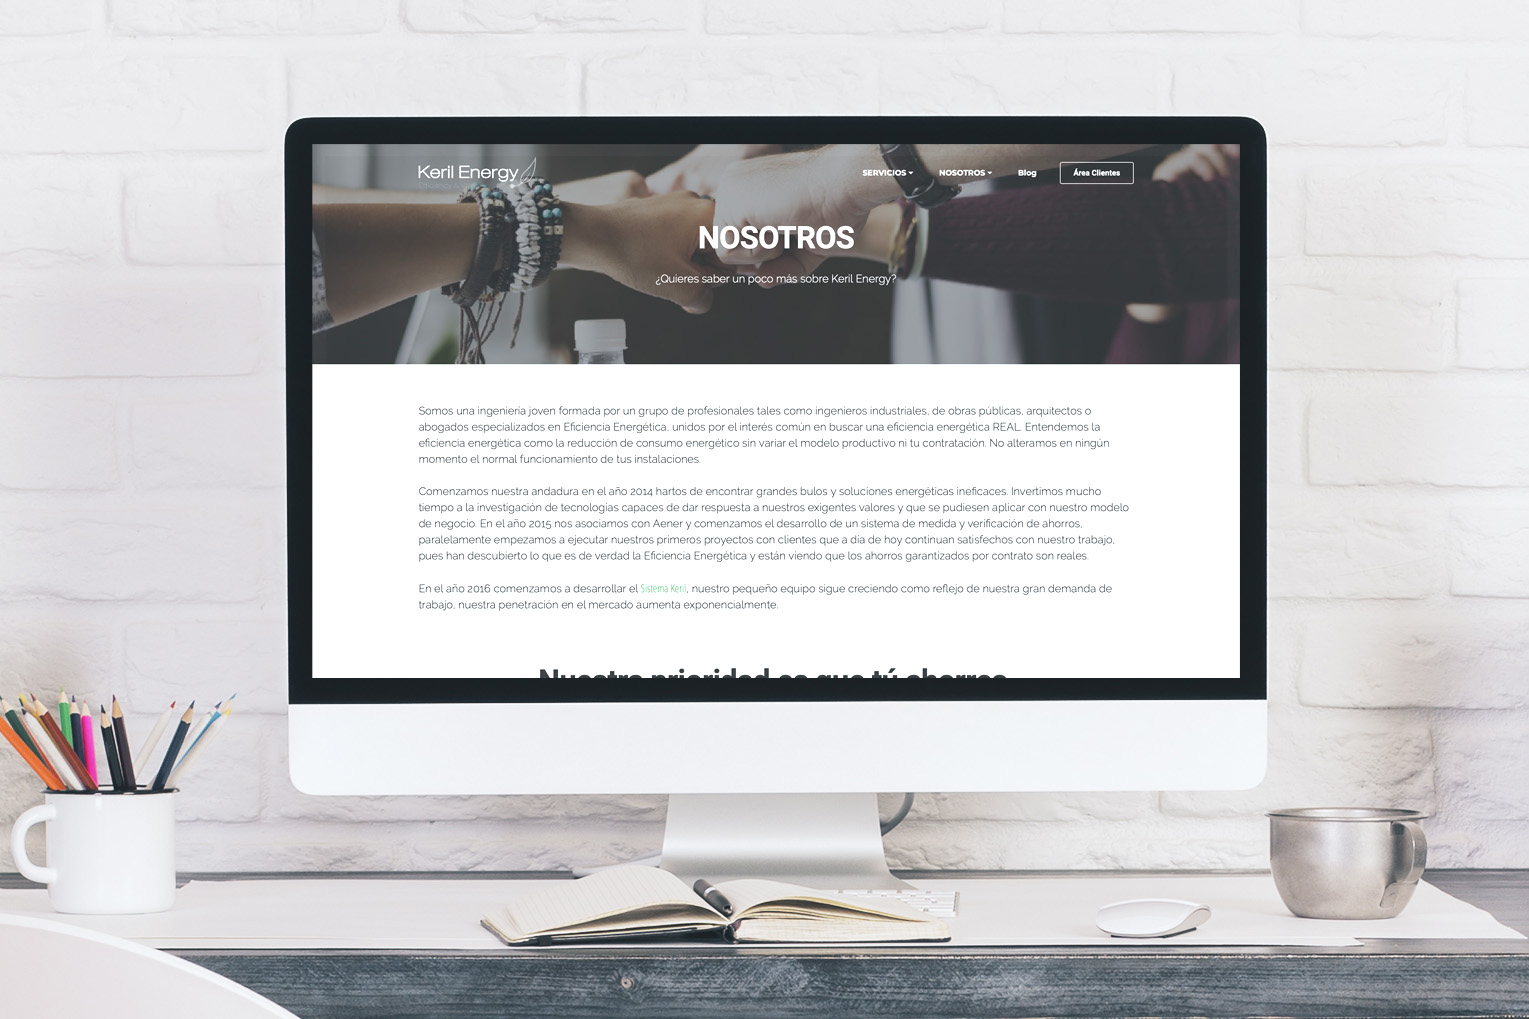 Keril Energy
SERVICIOS
NOSOTROS
Blog
Área Clientes
NOSOTROS
¿Quieres saber un poco más sobre Keril Energy?
Somos una ingeniería joven formada por un grupo de profesionales tales como ingenieros industriales, de obras públicas, arquitectos o
abogados especializados en Eficiencia Energética, unidos por el interés común en buscar una eficiencia energética REAL. Entendemos la
eficiencia energética como la reducción de consumo energético sin variar el modelo productivo ni tu contratación. No alteramos en ningún
momento el normal funcionamiento de tus instalaciones.
Comenzamos nuestra andadura en el año 2014 hartos de encontrar grandes bulos y soluciones energéticas ineficaces. Invertimos mucho
tiempo a la investigación de tecnologías capaces de dar respuesta a nuestros exigentes valores y que se pudiesen aplicar con nuestro modelo
de negocio. En el año 2015 nos asociamos con Aener y comenzamos el desarrollo de un sistema de medida y verificación de ahorros,
paralelamente empezamos a ejecutar nuestros primeros proyectos con clientes que a día de hoy continuan satisfechos con nuestro trabajo,
pues han descubierto lo que es de verdad la Eficiencia Energética y están viendo que los ahorros garantizados por contrato son reales.
En el año 2016 comenzamos a desarrollar el Sistema Keril, nuestro pequeño equipo sigue creciendo como reflejo de nuestra gran demanda de
trabajo, nuestra penetración en el mercado aumenta exponencialmente.
Nuestra prioridad es que tú ahorres